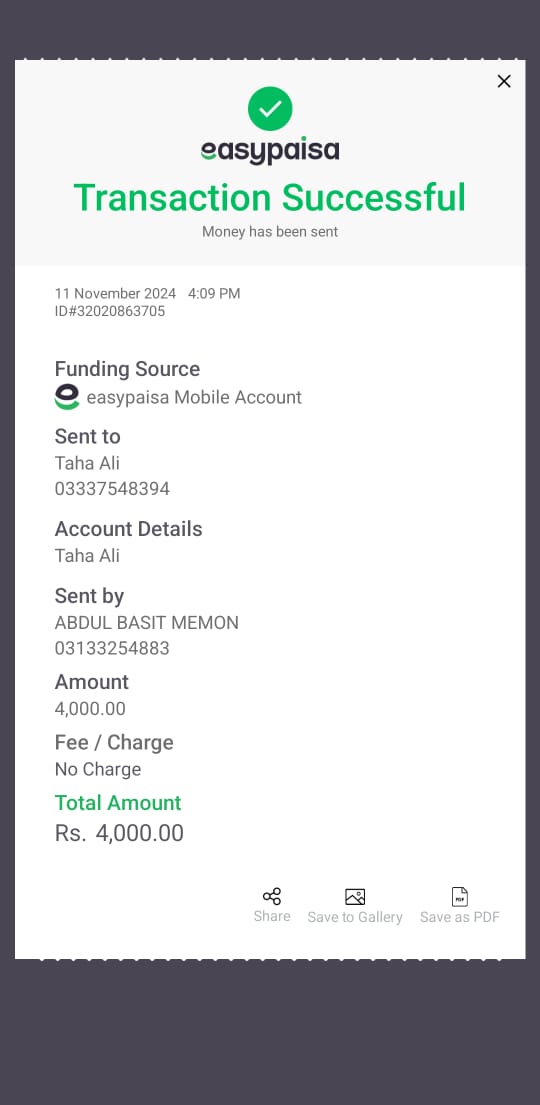 easypaisa
Transaction Successful
Money has been sent
11 November 2024 4:09 PM
ID#32020863705
Funding Source
easypaisa Mobile Account
Sent to
Taha Ali
03337548394
Account Details
Taha Ali
Sent by
ABDUL BASIT MEMON
03133254883
Amount
4,000.00
Fee / Charge
No Charge
Total Amount
Rs. 4,000.00
Share Save to Gallery PDF Save as PDF